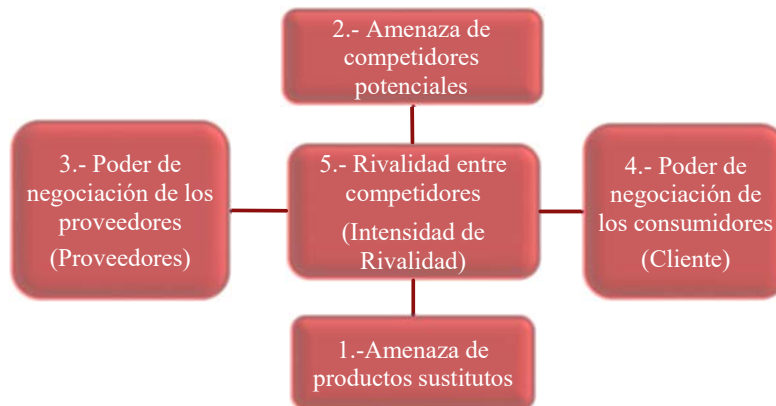 2.- Amenaza de
competidores
potenciales
3.- Poder de
negociación de los
proveedores
(Proveedores)
5.- Rivalidad entre
competidores
(Intensidad de
Rivalidad)
4.- Poder de
negociación de
los consumidores
(Cliente)
1.-Amenaza de
productos sustitutos